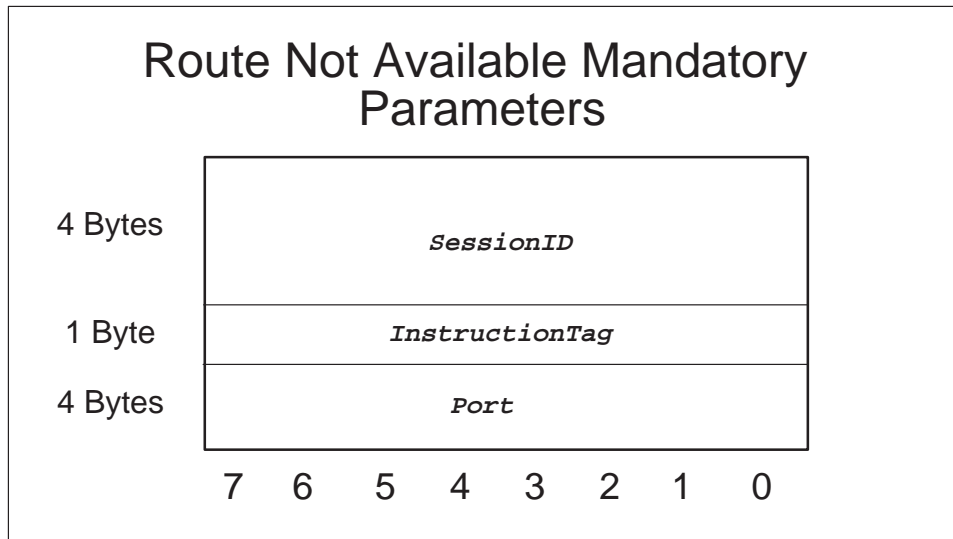 Route Not Available Mandatory
Parameters
4 Bytes
SessionID
1 Byte
InstructionTag
4 Bytes
Port
7 6 5 4 3 2 1 0